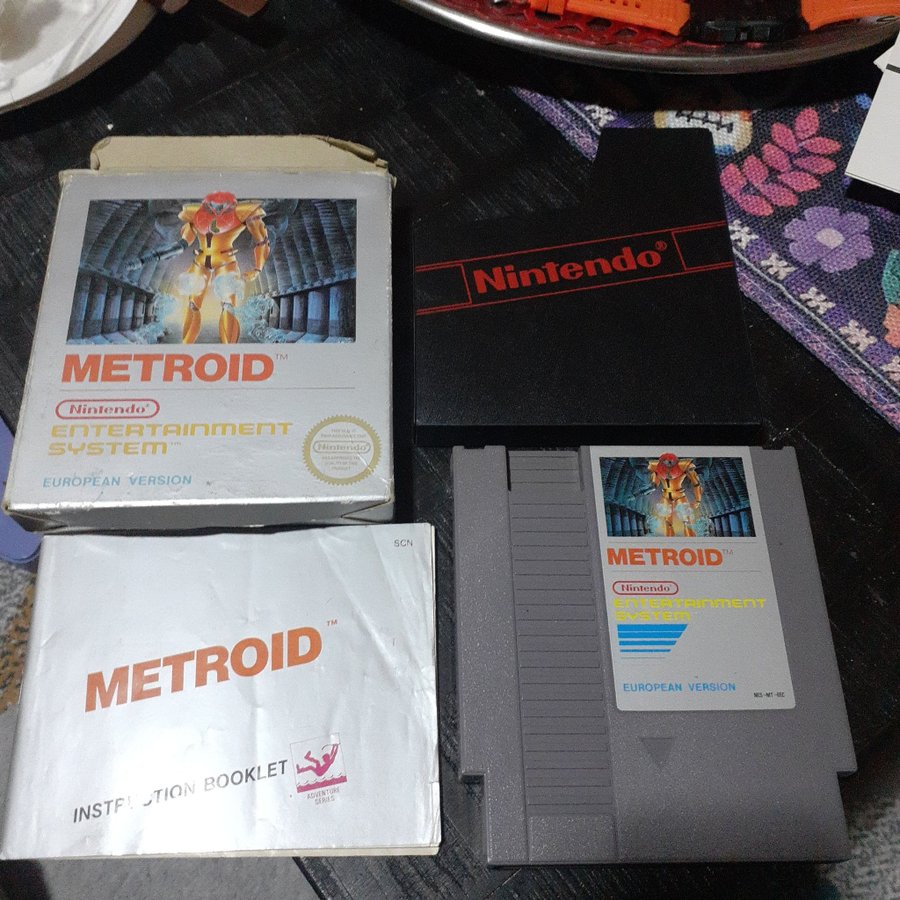 METROID™
Nintendo®
ENTERTAINMENT
SYSTEM™
EUROPEAN VERSION
Nintendo
Nintendo®
SCN
METROID™
INSTRUCTION BOOKLET
ADVENTURE
SERIES
METROID™
Nintendo
ENTERTAINMENT
SYSTEM
EUROPEAN VERSION
NES-MT-EEC